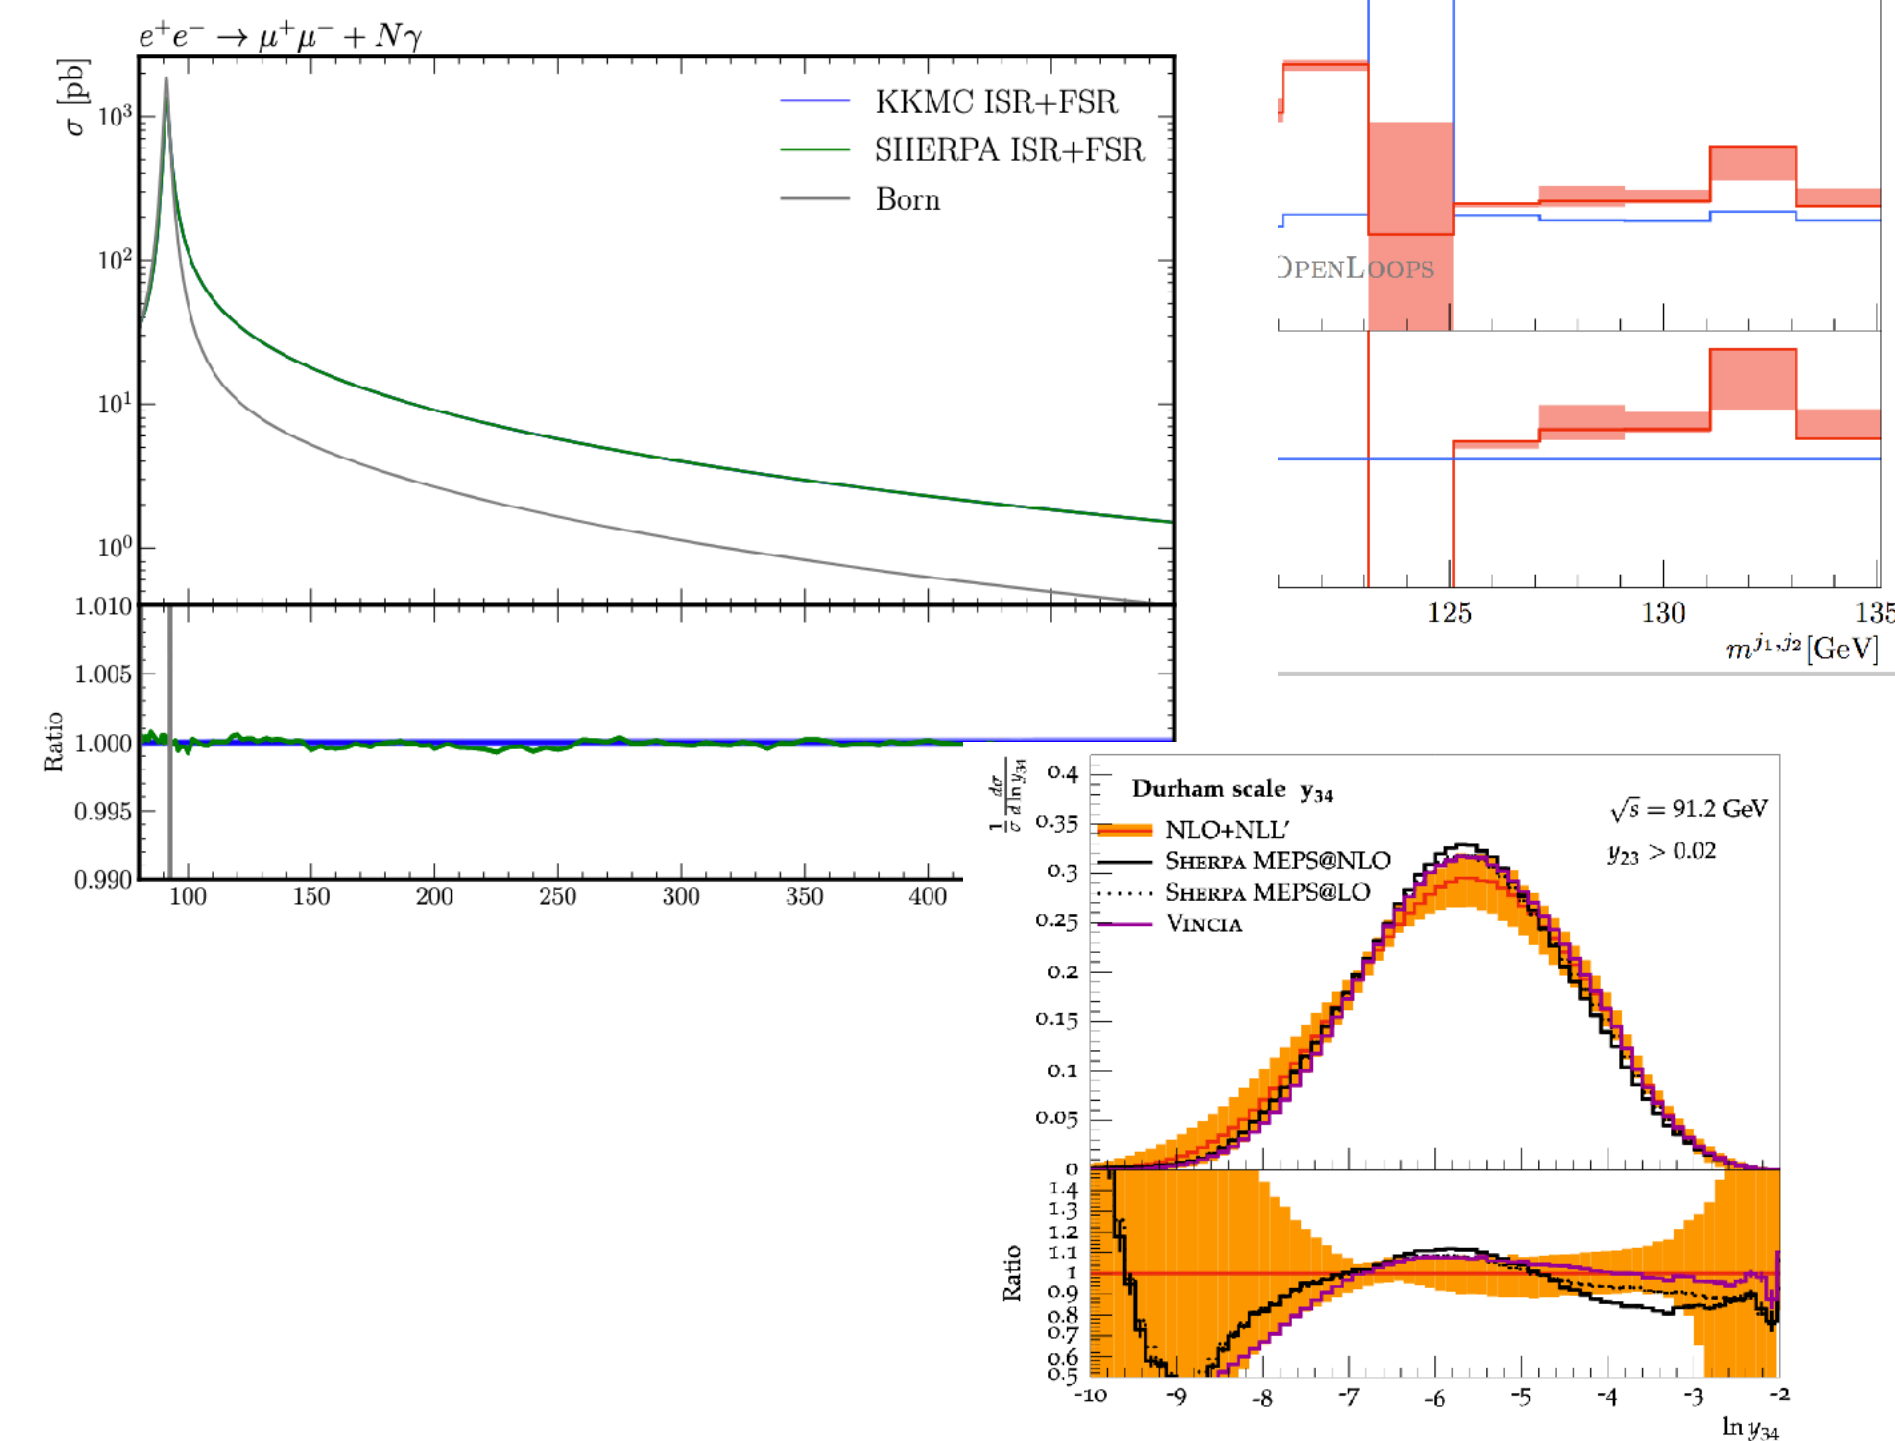 e⁺e⁻ → μ⁺μ⁻ + Nγ
σ [pb]
10³
10²
10¹
10⁰
KKMC ISR+FSR
SHERPA ISR+FSR
Born
1.010
1.005
1.000
0.995
0.990
Ratio
100 150 200 250 300 350 400
OPENLOOPS
125 130 135
m^{j₁,j₂} [GeV]
1/σ dσ/d ln y₃₄
0.4
0.35
0.3
0.25
0.2
0.15
0.1
0.05
0
Durham scale y₃₄
NLO+NLL′
SHERPA MEPS@NLO
SHERPA MEPS@LO
VINCIA
√s = 91.2 GeV
y₂₃ > 0.02
1.4
1.3
1.2
1.1
1
0.9
0.8
0.7
0.6
0.5
Ratio
-10 -9 -8 -7 -6 -5 -4 -3 -2
ln y₃₄